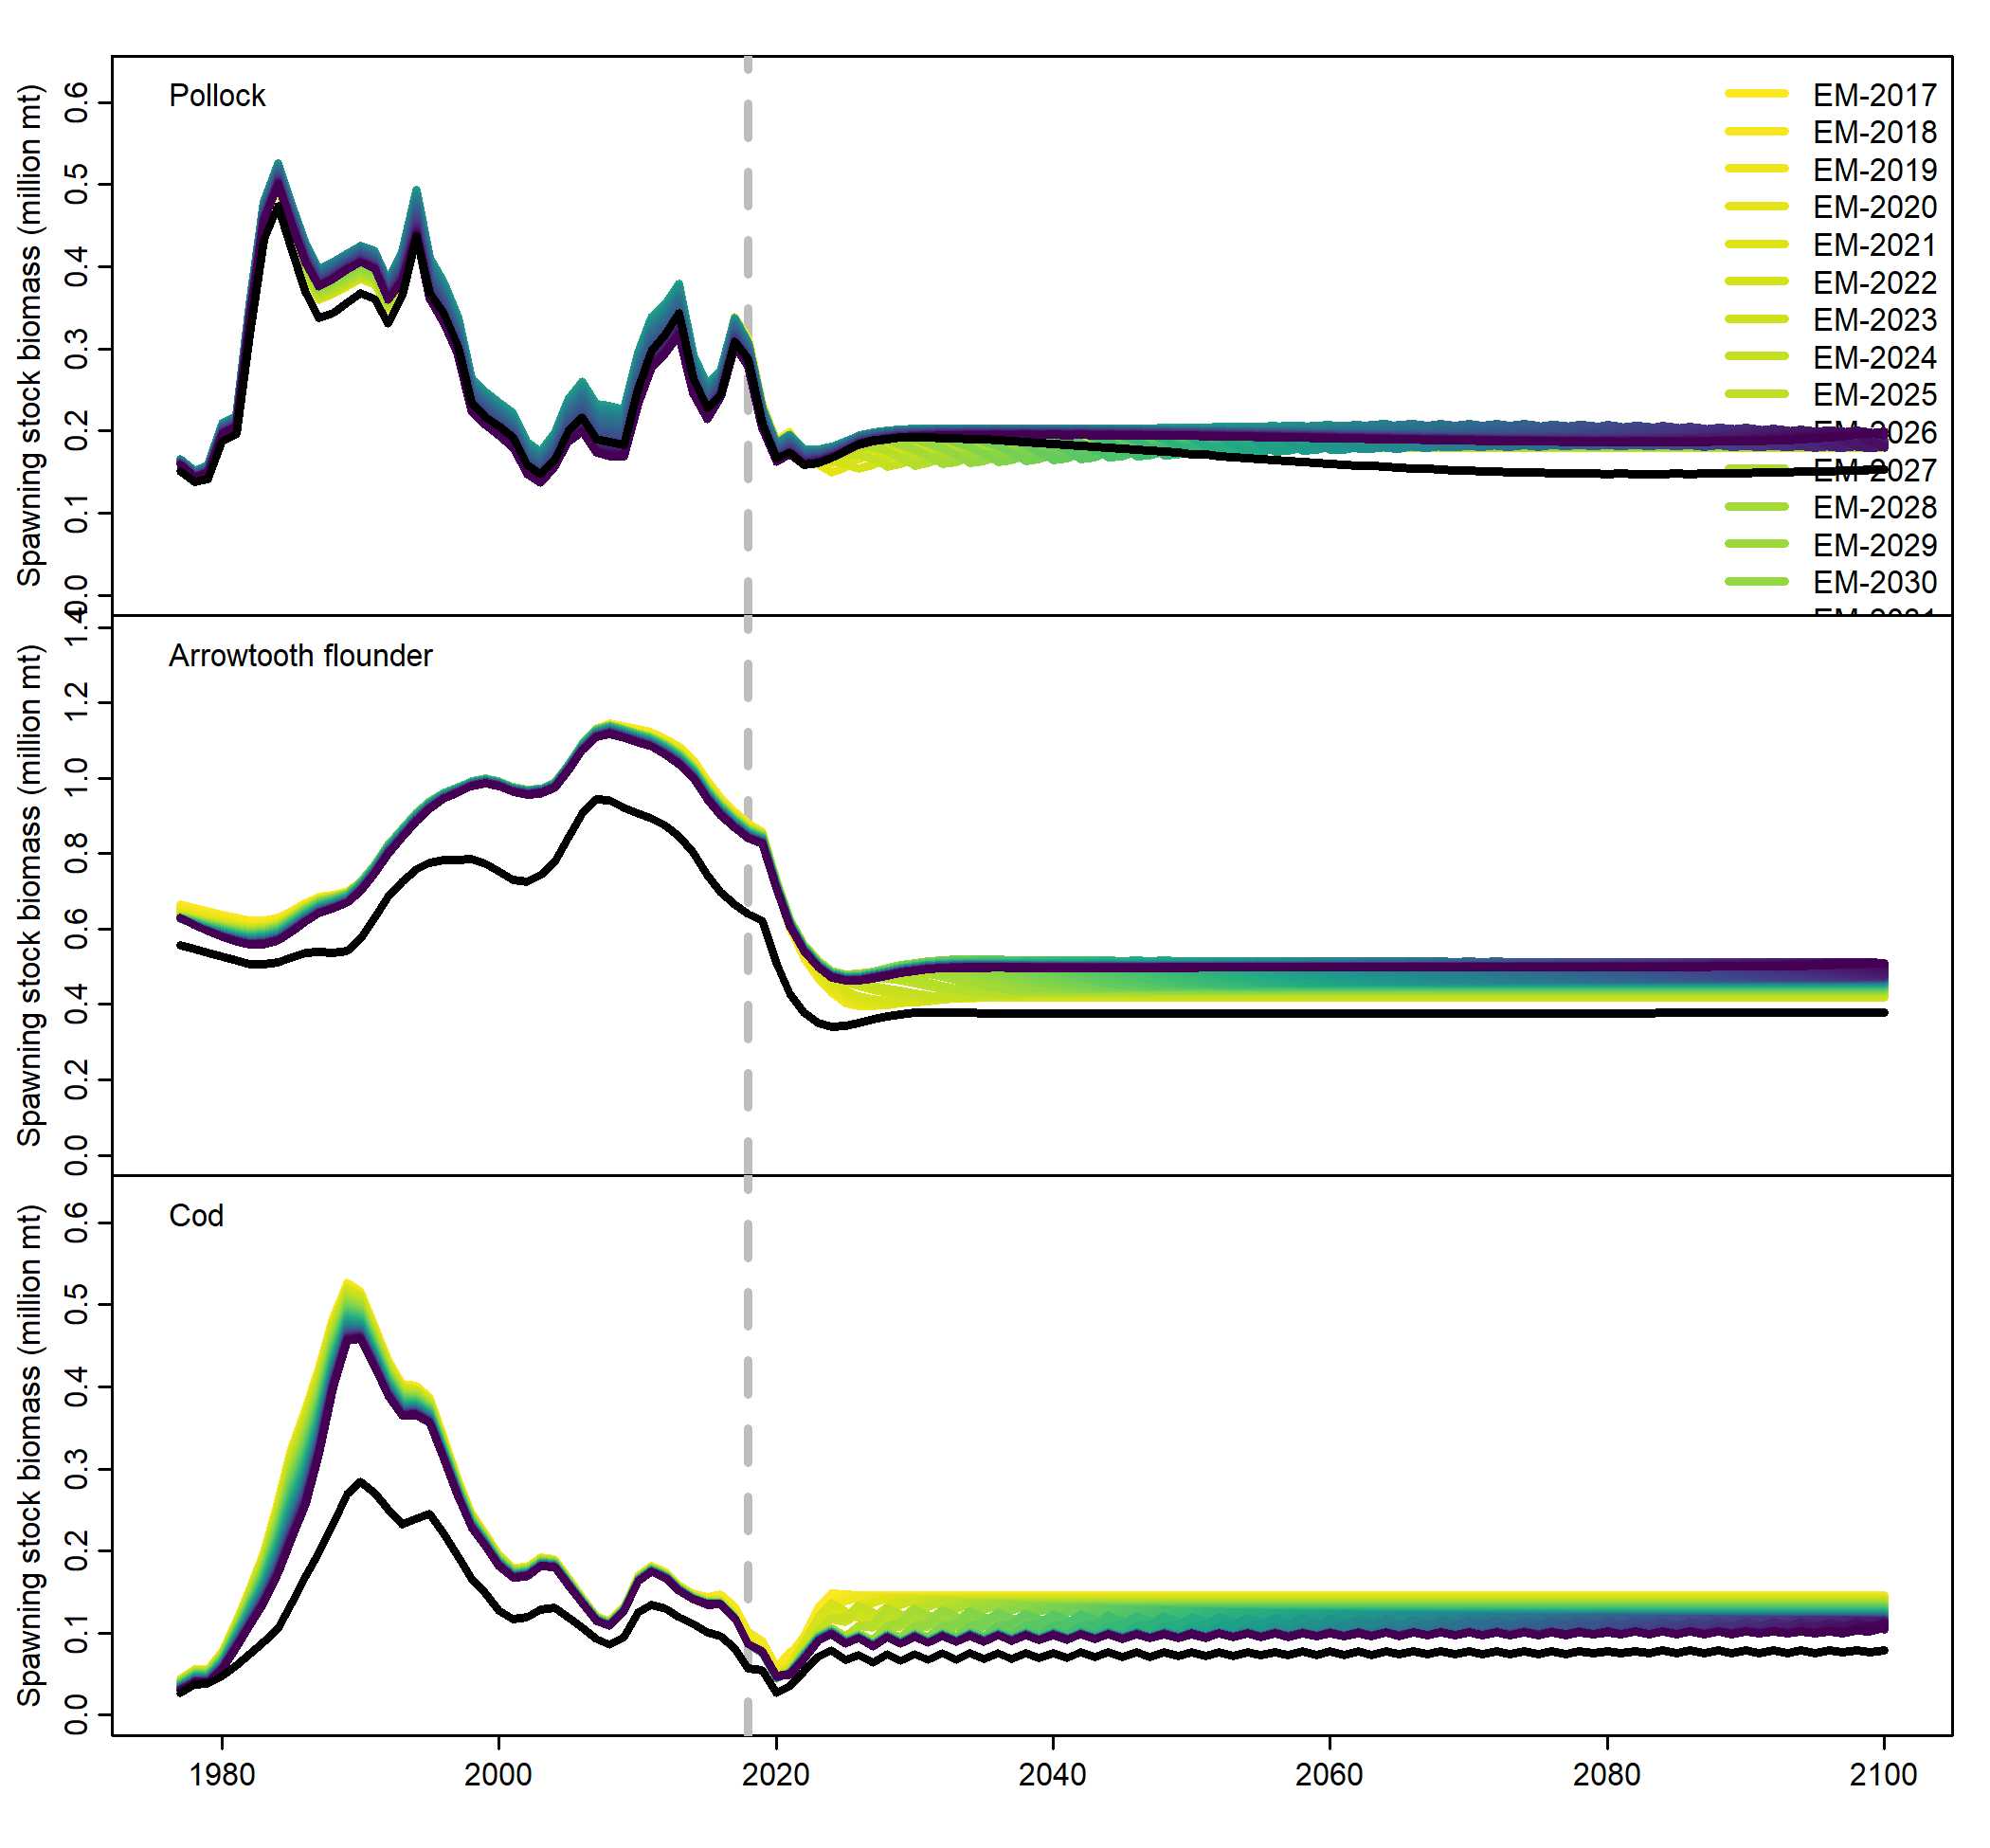 Pollock
Spawning stock biomass (million mt)
0.6
0.5
0.4
0.3
0.2
0.1
0.0
EM-2017
EM-2018
EM-2019
EM-2020
EM-2021
EM-2022
EM-2023
EM-2024
EM-2025
EM-2026
EM-2027
EM-2028
EM-2029
EM-2030
Arrowtooth flounder
Spawning stock biomass (million mt)
1.4
1.2
1.0
0.8
0.6
0.4
0.2
0.0
Cod
Spawning stock biomass (million mt)
0.6
0.5
0.4
0.3
0.2
0.1
0.0
1980 2000 2020 2040 2060 2080 2100